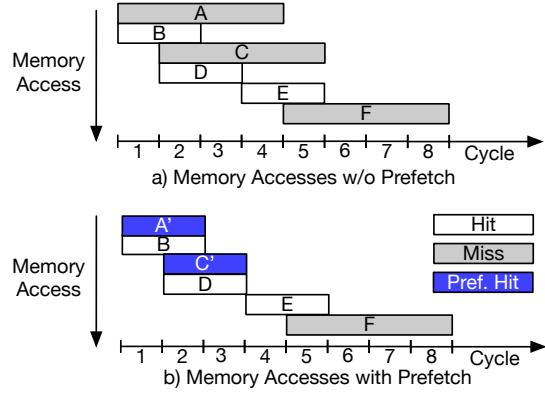 A
B
Memory
Access
C
D
E
F
1 2 3 4 5 6 7 8 Cycle
a) Memory Accesses w/o Prefetch
A'
B
Hit
Memory
Access
C'
Miss
D
Pref. Hit
E
F
1 2 3 4 5 6 7 8 Cycle
b) Memory Accesses with Prefetch